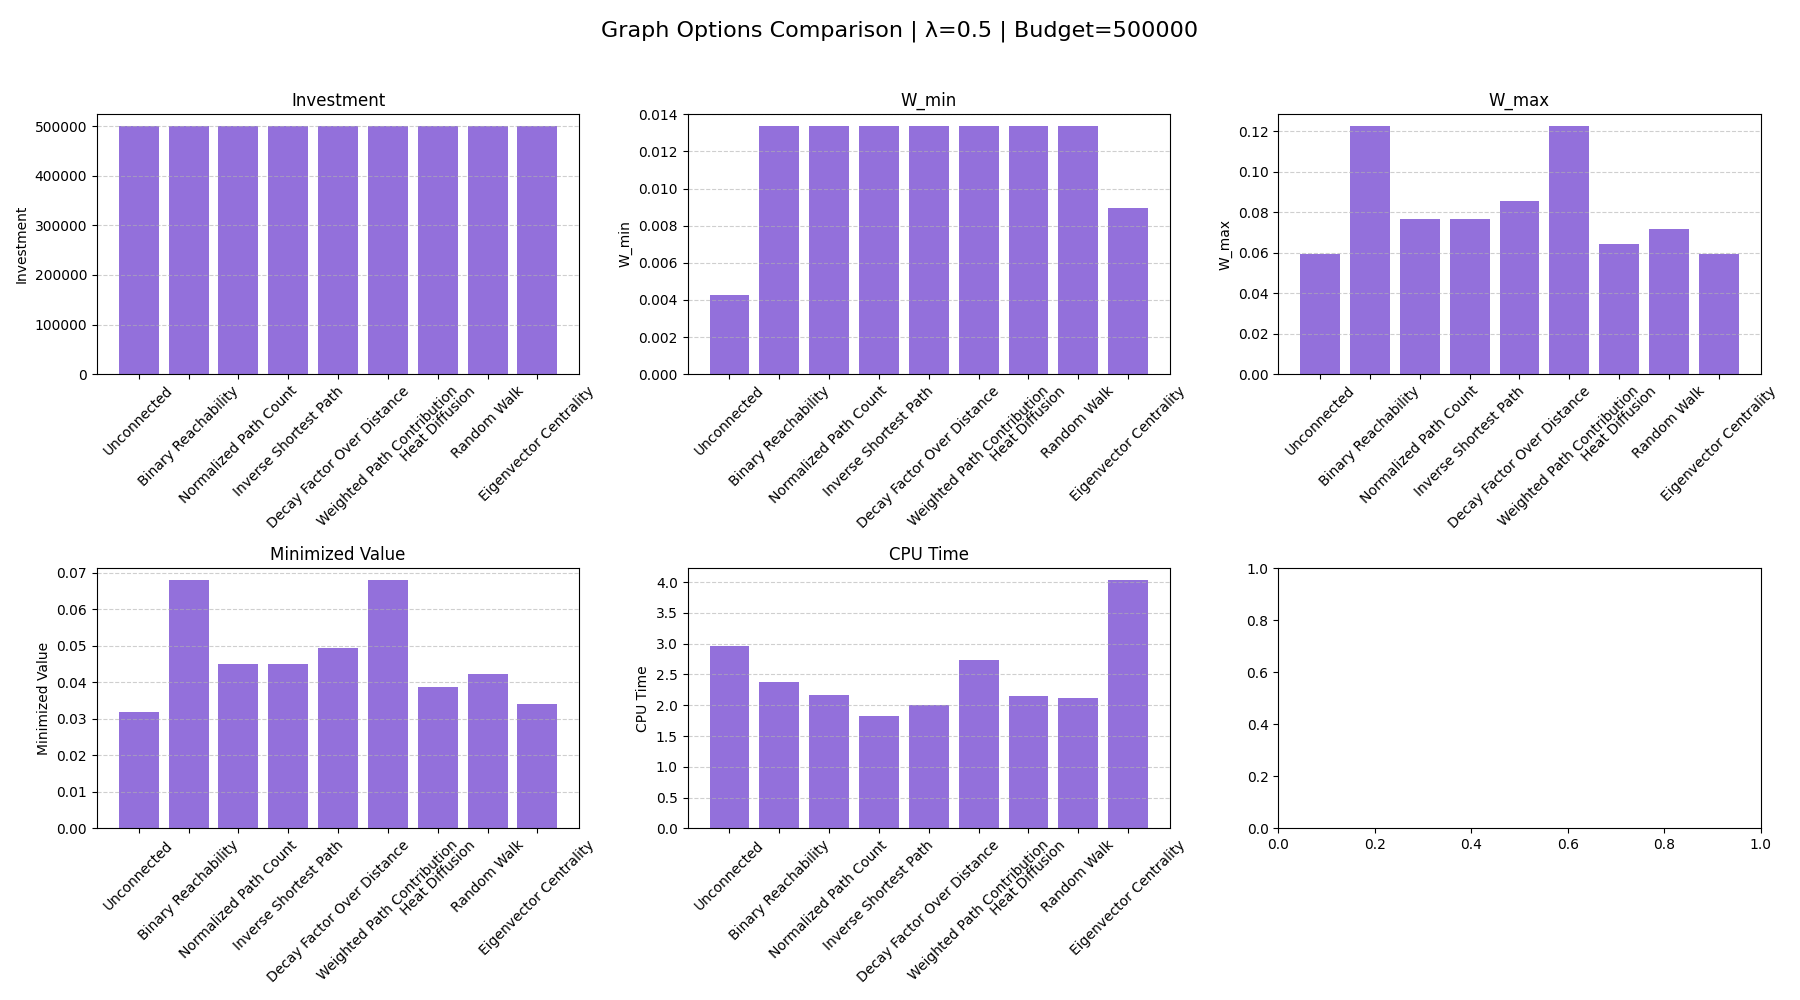 Graph Options Comparison | λ=0.5 | Budget=500000
Investment
Investment
500000
400000
300000
200000
100000
0
Unconnected
Binary Reachability
Normalized Path Count
Inverse Shortest Path
Decay Factor Over Distance
Weighted Path Contribution
Heat Diffusion
Random Walk
Eigenvector Centrality
W_min
W_min
0.014
0.012
0.010
0.008
0.006
0.004
0.002
0.000
Unconnected
Binary Reachability
Normalized Path Count
Inverse Shortest Path
Decay Factor Over Distance
Weighted Path Contribution
Heat Diffusion
Random Walk
Eigenvector Centrality
W_max
W_max
0.12
0.10
0.08
0.06
0.04
0.02
0.00
Unconnected
Binary Reachability
Normalized Path Count
Inverse Shortest Path
Decay Factor Over Distance
Weighted Path Contribution
Heat Diffusion
Random Walk
Eigenvector Centrality
Minimized Value
Minimized Value
0.07
0.06
0.05
0.04
0.03
0.02
0.01
0.00
Unconnected
Binary Reachability
Normalized Path Count
Inverse Shortest Path
Decay Factor Over Distance
Weighted Path Contribution
Heat Diffusion
Random Walk
Eigenvector Centrality
CPU Time
CPU Time
4.0
3.5
3.0
2.5
2.0
1.5
1.0
0.5
0.0
Unconnected
Binary Reachability
Normalized Path Count
Inverse Shortest Path
Decay Factor Over Distance
Weighted Path Contribution
Heat Diffusion
Random Walk
Eigenvector Centrality
1.0
0.8
0.6
0.4
0.2
0.0
0.0 0.2 0.4 0.6 0.8 1.0